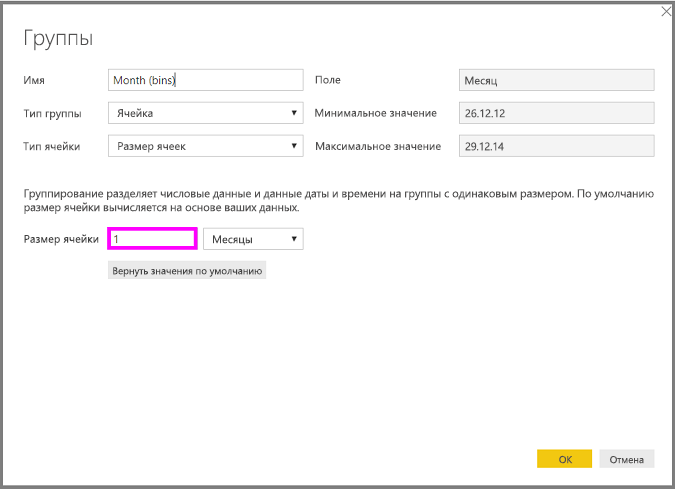 Группы
Имя Month (bins) Поле Месяц
Тип группы Ячейка Минимальное значение 26.12.12
Тип ячейки Размер ячеек Максимальное значение 29.12.14
Группирование разделяет числовые данные и данные даты и времени на группы с одинаковым размером. По умолчанию
размер ячейки вычисляется на основе ваших данных.
Размер ячейки 1 Месяцы
Вернуть значения по умолчанию
ОК Отмена